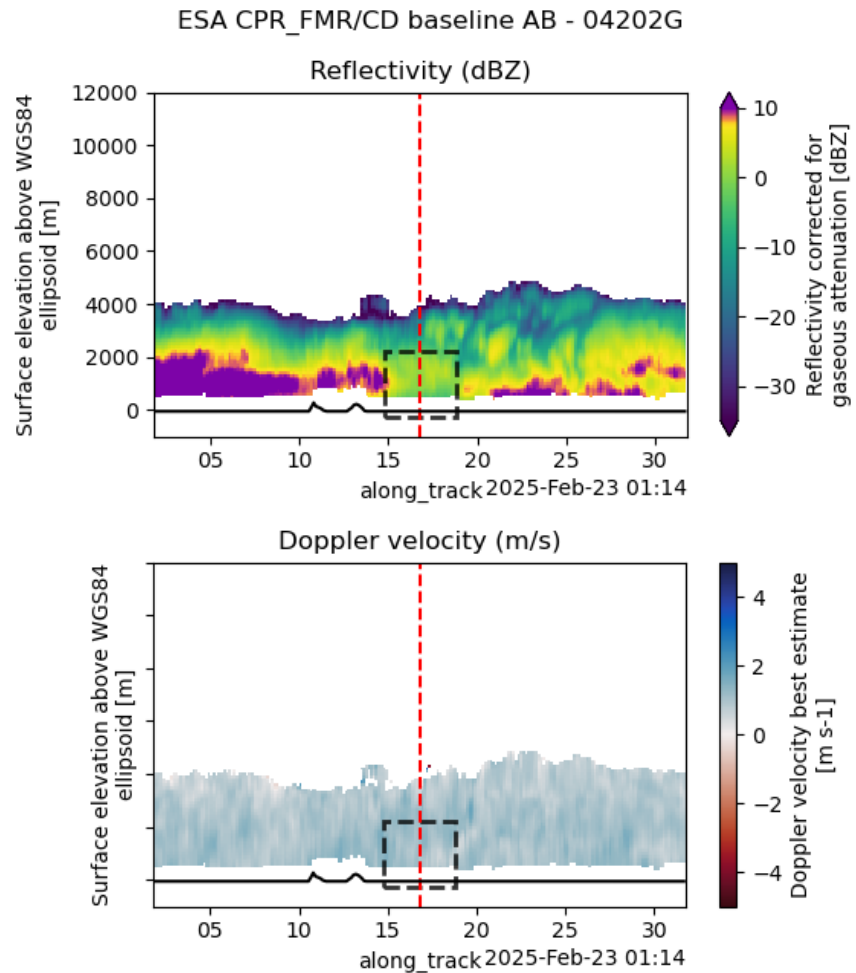 ESA CPR_FMR/CD baseline AB - 04202G
Reflectivity (dBZ)
Surface elevation above WGS84
ellipsoid [m]
12000
10000
8000
6000
4000
2000
0
05
10
15
20
25
30
along_track
2025-Feb-23 01:14
10
0
−10
−20
−30
Reflectivity corrected for
gaseous attenuation [dBZ]
Doppler velocity (m/s)
Surface elevation above WGS84
ellipsoid [m]
05
10
15
20
25
30
along_track
2025-Feb-23 01:14
4
2
0
−2
−4
Doppler velocity best estimate
[m s-1]